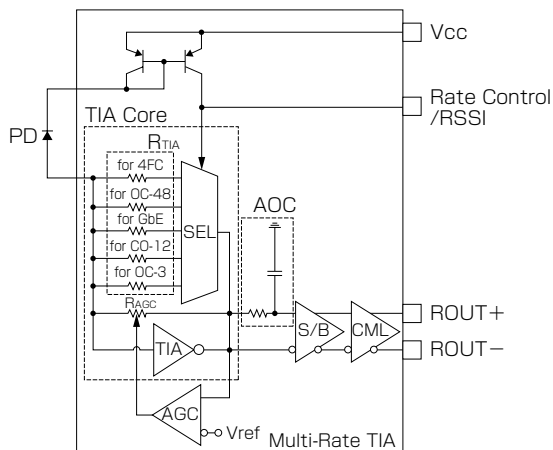 Vcc
Rate Control
/RSSI
PD
TIA Core
RTIA
for 4FC
for OC-48
for GbE
for CO-12
for OC-3
SEL
AOC
RAGC
TIA
S/B
CML
ROUT+
ROUT−
AGC
Vref
Multi-Rate TIA